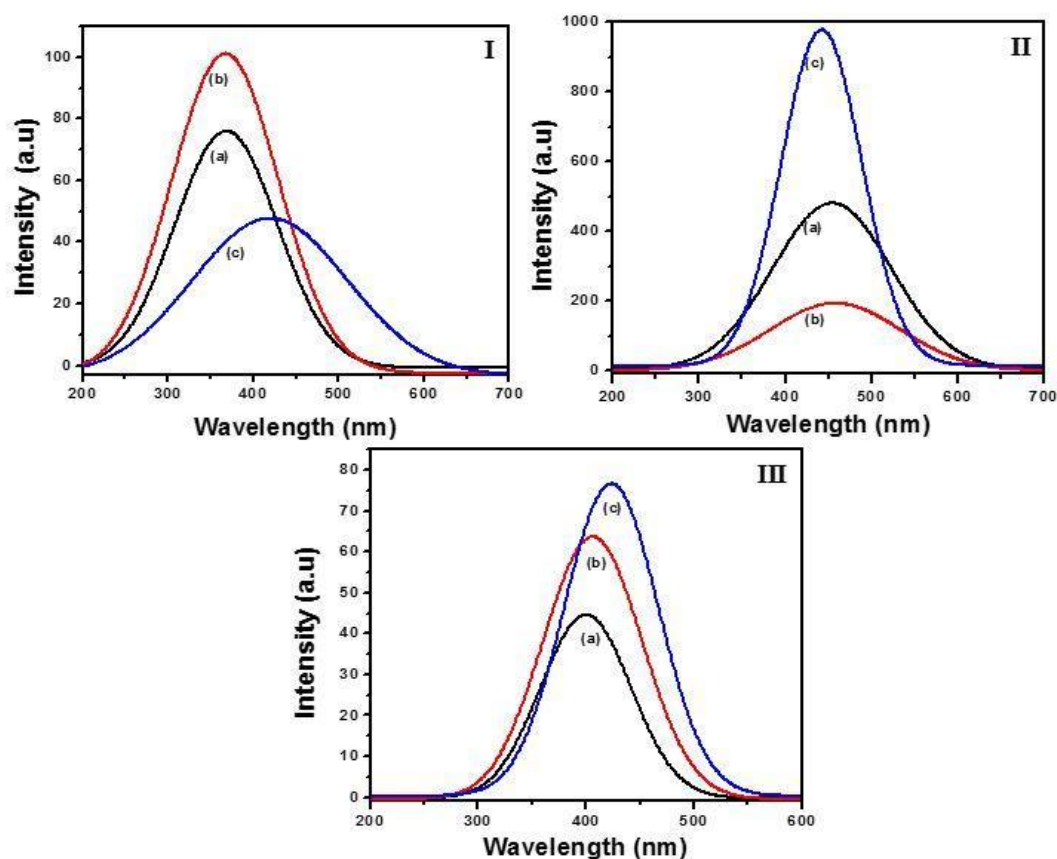 I
100
80
60
40
20
0
(b)
(a)
(c)
Intensity (a.u)
200 300 400 500 600 700
Wavelength (nm)
II
1000
800
600
400
200
0
(c)
(a)
(b)
Intensity (a.u)
200 300 400 500 600 700
Wavelength (nm)
III
80
70
60
50
40
30
20
10
0
(c)
(b)
(a)
Intensity (a.u)
200 300 400 500 600
Wavelength (nm)